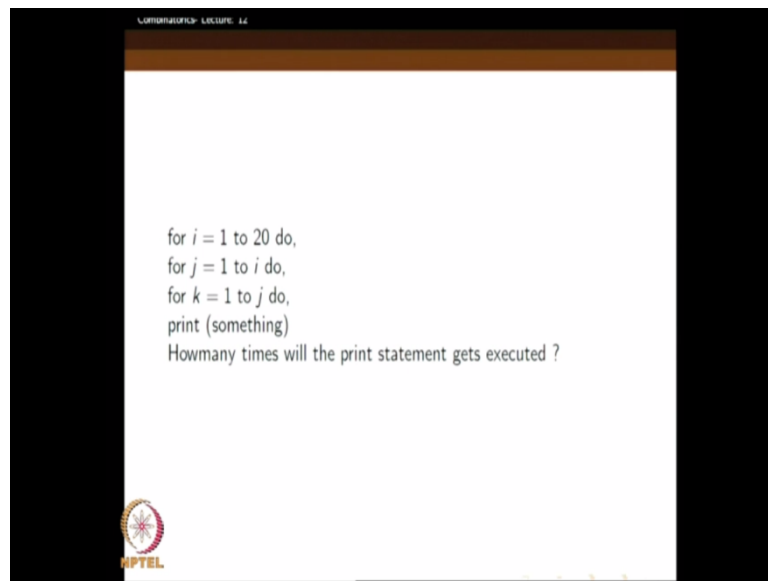 Combinatorics- Lecture: 12
for i = 1 to 20 do,
for j = 1 to i do,
for k = 1 to j do,
print (something)
Howmany times will the print statement gets executed ?
NPTEL